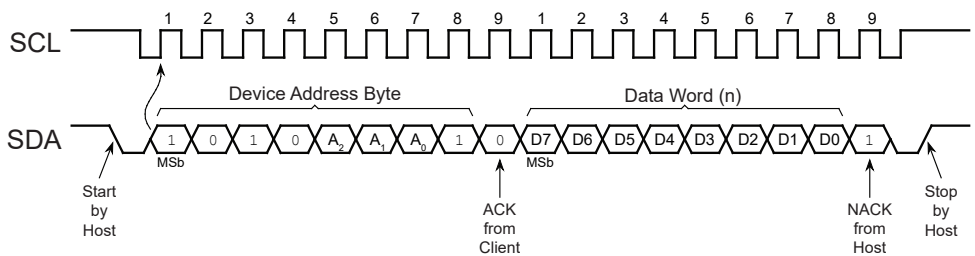 1 2 3 4 5 6 7 8 9 1 2 3 4 5 6 7 8 9
SCL
Device Address Byte Data Word (n)
SDA 1 0 1 0 A2 A1 A0 1 0 D7 D6 D5 D4 D3 D2 D1 D0 1
MSb MSb
Start
by
Host
ACK
from
Client
NACK
from
Host
Stop
by
Host